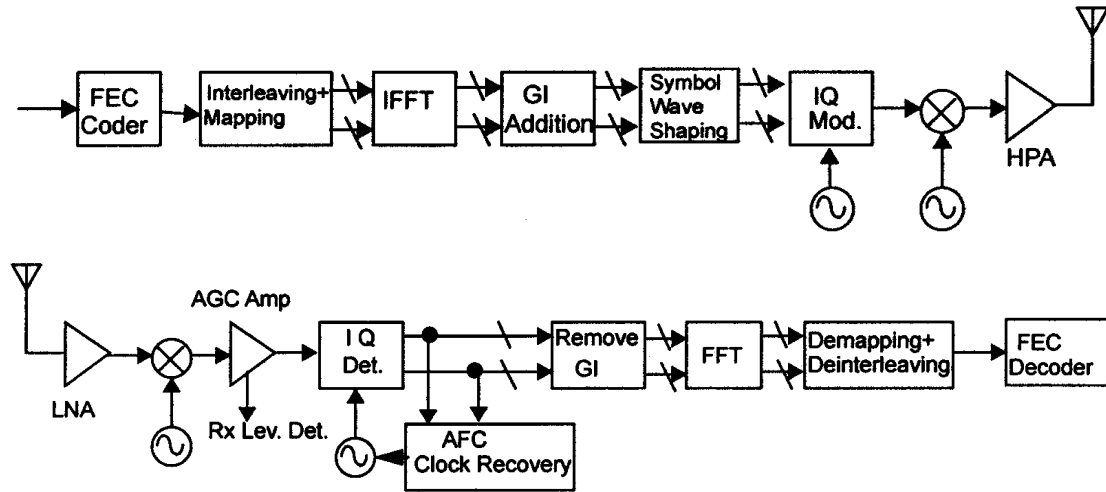 FEC
Coder
Interleaving+
Mapping
IFFT
GI
Addition
Symbol
Wave
Shaping
IQ
Mod.
HPA
LNA
AGC Amp
Rx Lev. Det.
I Q
Det.
AFC
Clock Recovery
Remove
GI
FFT
Demapping+
Deinterleaving
FEC
Decoder